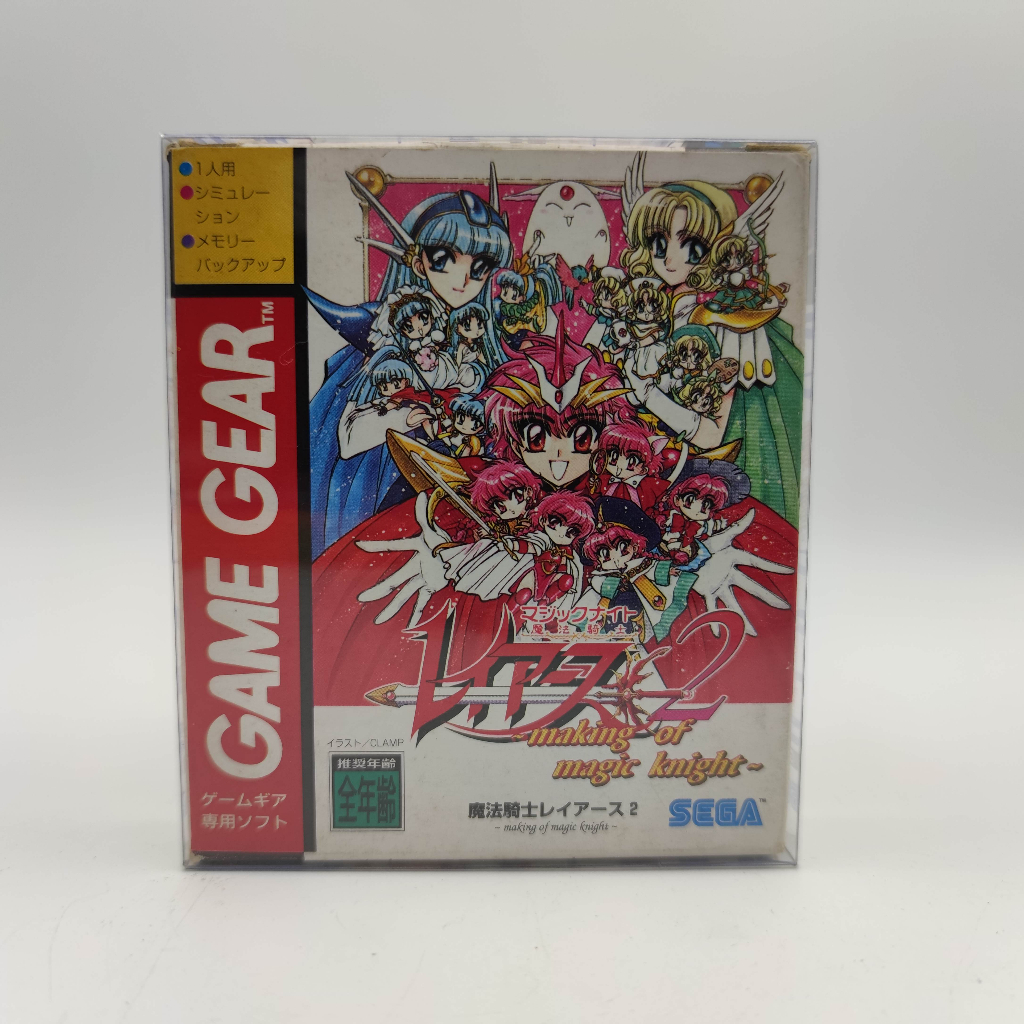 ●1人用
●シミュレー
ション
●メモリー
バックアップ
GAME GEAR™
ゲームギア
専用ソフト
マジックナイト
魔法騎士
レイアース2
~making of
magic knight~
イラスト/CLAMP
推奨年齢
全年齢
魔法騎士レイアース2
~ making of magic knight ~
SEGA™